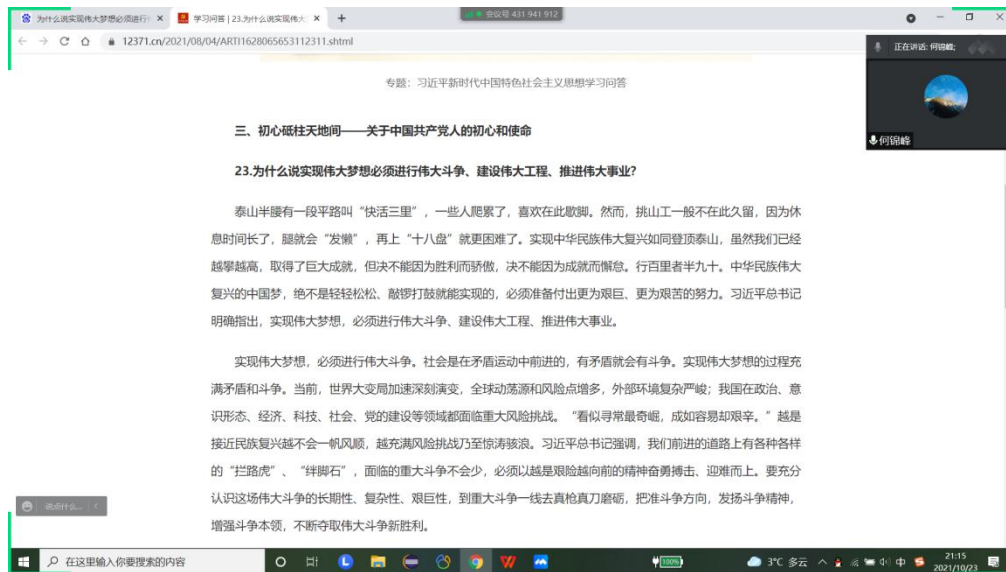 为什么说实现伟大梦想必须进行
学习问答 | 23.为什么说实现伟大
会议号 431 941 912
12371.cn/2021/08/04/ARTI1628065653112311.shtml
正在讲话: 何锦峰;
何锦峰
专题：习近平新时代中国特色社会主义思想学习问答
三、初心砥柱天地间——关于中国共产党人的初心和使命
23.为什么说实现伟大梦想必须进行伟大斗争、建设伟大工程、推进伟大事业?
泰山半腰有一段平路叫“快活三里”，一些人爬累了，喜欢在此歇脚。然而，挑山工一般不在此久留，因为休
息时间长了，腿就会“发懒”，再上“十八盘”就更困难了。实现中华民族伟大复兴如同登顶泰山，虽然我们已经
越攀越高，取得了巨大成就，但决不能因为胜利而骄傲，决不能因为成就而懈怠。行百里者半九十。中华民族伟大
复兴的中国梦，绝不是轻轻松松、敲锣打鼓就能实现的，必须准备付出更为艰巨、更为艰苦的努力。习近平总书记
明确指出，实现伟大梦想，必须进行伟大斗争、建设伟大工程、推进伟大事业。
实现伟大梦想，必须进行伟大斗争。社会是在矛盾运动中前进的，有矛盾就会有斗争。实现伟大梦想的过程充
满矛盾和斗争。当前，世界大变局加速深刻演变，全球动荡源和风险点增多，外部环境复杂严峻；我国在政治、意
识形态、经济、科技、社会、党的建设等领域都面临重大风险挑战。“看似寻常最奇崛，成如容易却艰辛。”越是
接近民族复兴越不会一帆风顺，越充满风险挑战乃至惊涛骇浪。习近平总书记强调，我们前进的道路上有各种各样
的“拦路虎”、“绊脚石”，面临的重大斗争不会少，必须以越是艰险越向前的精神奋勇搏击、迎难而上。要充分
认识这场伟大斗争的长期性、复杂性、艰巨性，到重大斗争一线去真枪真刀磨砺，把准斗争方向，发扬斗争精神，
增强斗争本领，不断夺取伟大斗争新胜利。
说点什么...
在这里输入你要搜索的内容
100%
3°C 多云
中
21:15
2021/10/23